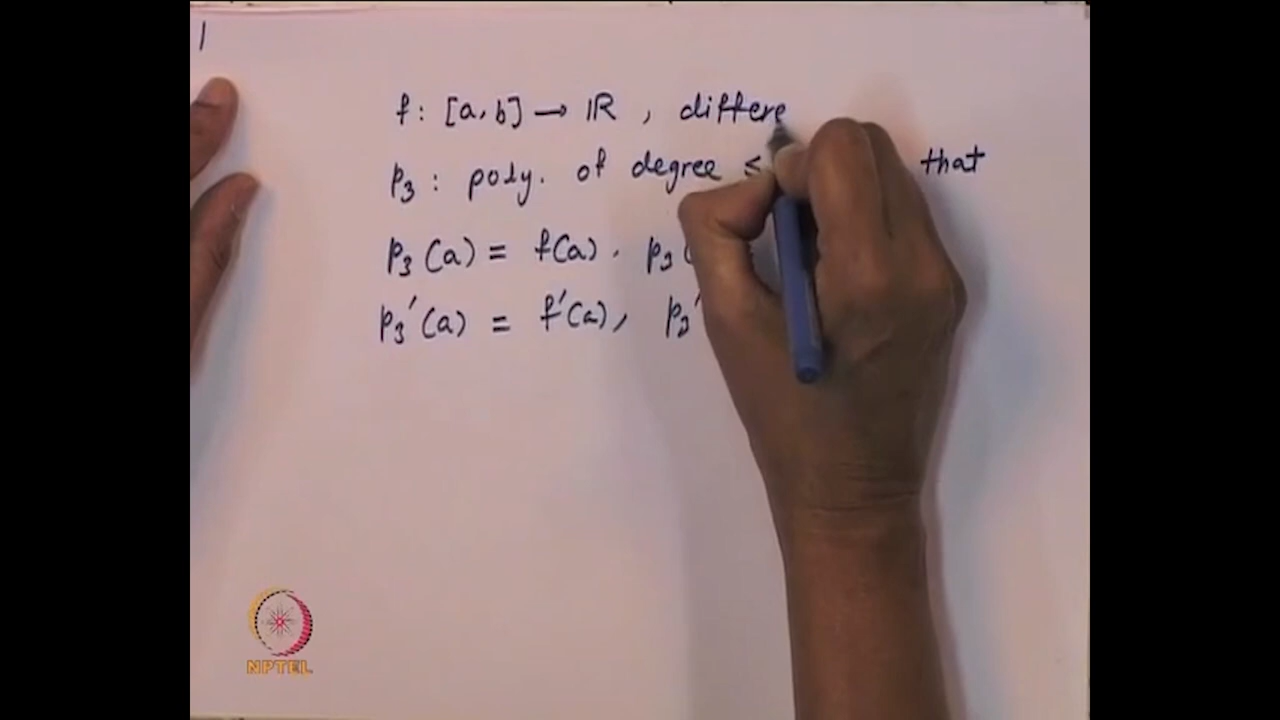 1
f: [a,b] → ℝ, differe
p₃ : poly. of degree ≤ that
p₃(a) = f(a). p₃(
p₃'(a) = f'(a), p₃'
NPTEL